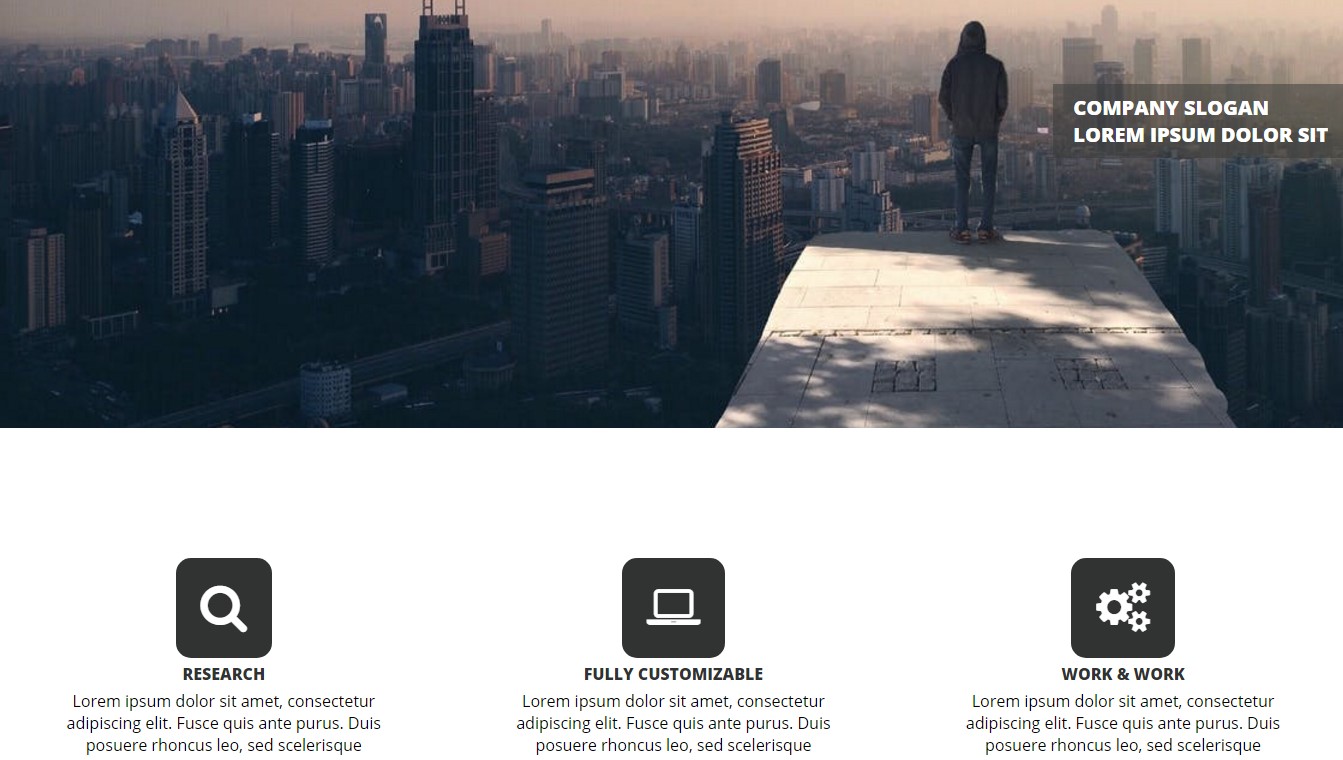 COMPANY SLOGAN
LOREM IPSUM DOLOR SIT
RESEARCH
Lorem ipsum dolor sit amet, consectetur
adipiscing elit. Fusce quis ante purus. Duis
posuere rhoncus leo, sed scelerisque
FULLY CUSTOMIZABLE
Lorem ipsum dolor sit amet, consectetur
adipiscing elit. Fusce quis ante purus. Duis
posuere rhoncus leo, sed scelerisque
WORK & WORK
Lorem ipsum dolor sit amet, consectetur
adipiscing elit. Fusce quis ante purus. Duis
posuere rhoncus leo, sed scelerisque